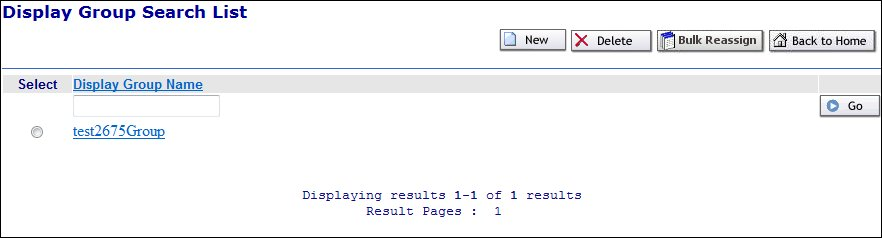 Display Group Search List
New Delete Bulk Reassign Back to Home
Select Display Group Name
Go
test2675Group
Displaying results 1-1 of 1 results
Result Pages : 1